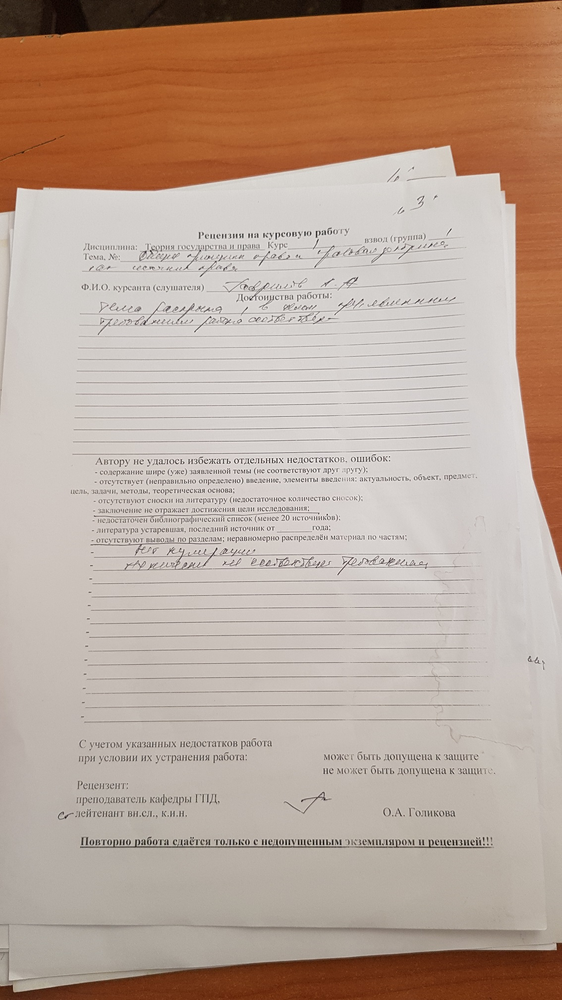 „3"
Рецензия на курсовую работу
Дисциплина: Теория государства и права Курс 1 взвод (группа) 1
Тема, №: Общие принципы права и правовая доктрина
как источник права
Ф.И.О. курсанта (слушателя) Гаврилов А. А
Достоинства работы:
Тема раскрыта, в целом, предъявленным
требованиям работа соответствует
Автору не удалось избежать отдельных недостатков, ошибок:
- содержание шире (уже) заявленной темы (не соответствуют друг другу);
- отсутствует (неправильно определено) введение, элементы введения: актуальность, объект, предмет,
цель, задачи, методы, теоретическая основа;
- отсутствуют сноски на литературу (недостаточное количество сносок);
- заключение не отражает достижения цели исследования;
- недостаточен библиографический список (менее 20 источников);
- литература устаревшая, последний источник от ________года;
- отсутствуют выводы по разделам; неравномерно распределён материал по частям;
- нет нумерации
- технически не соответствует требованиям
-
-
-
-
-
-
-
-
-
-
-
С учетом указанных недостатков работа
при условии их устранения работа: может быть допущена к защите
не может быть допущена к защите.
Рецензент:
преподаватель кафедры ГПД,
ст лейтенант вн.сл., к.и.н. О.А. Голикова
Повторно работа сдаётся только с недопущенным экземпляром и рецензией!!!